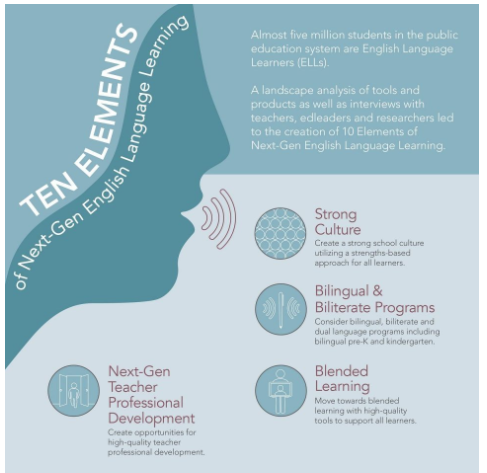 TEN ELEMENTS
of Next-Gen English Language Learning
Almost five million students in the public
education system are English Language
Learners (ELLs).
A landscape analysis of tools and
products as well as interviews with
teachers, edleaders and researchers led
to the creation of 10 Elements of
Next-Gen English Language Learning.
Strong
Culture
Create a strong school culture
utilizing a strengths-based
approach for all learners.
Bilingual &
Biliterate Programs
Consider bilingual, biliterate and
dual language programs including
bilingual pre-K and kindergarten.
Next-Gen
Teacher
Professional
Development
Create opportunities for
high-quality teacher
professional development.
Blended
Learning
Move towards blended
learning with high-quality
tools to support all learners.